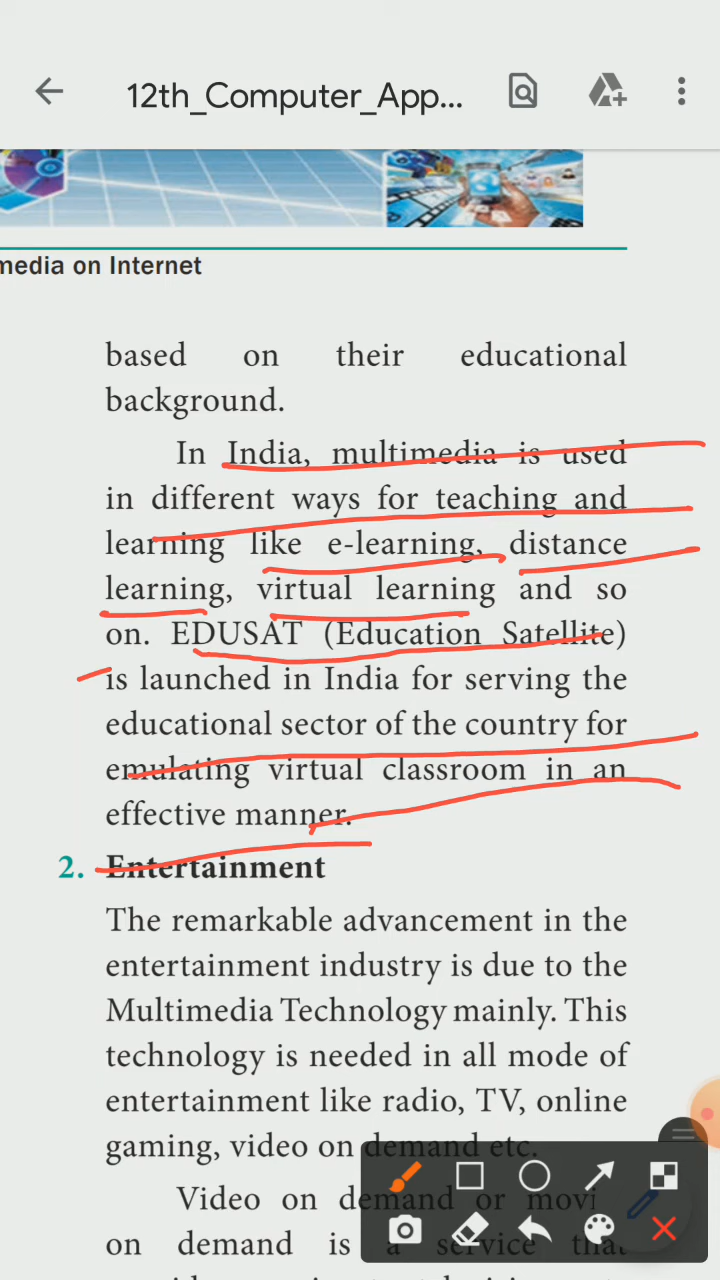 12th_Computer_App...
media on Internet
based on their educational
background.
In India, multimedia is used
in different ways for teaching and
learning like e-learning, distance
learning, virtual learning and so
on. EDUSAT (Education Satellite)
is launched in India for serving the
educational sector of the country for
emulating virtual classroom in an
effective manner.
2. Entertainment
The remarkable advancement in the
entertainment industry is due to the
Multimedia Technology mainly. This
technology is needed in all mode of
entertainment like radio, TV, online
gaming, video on demand etc.
Video on demand or movi
on demand is a service that